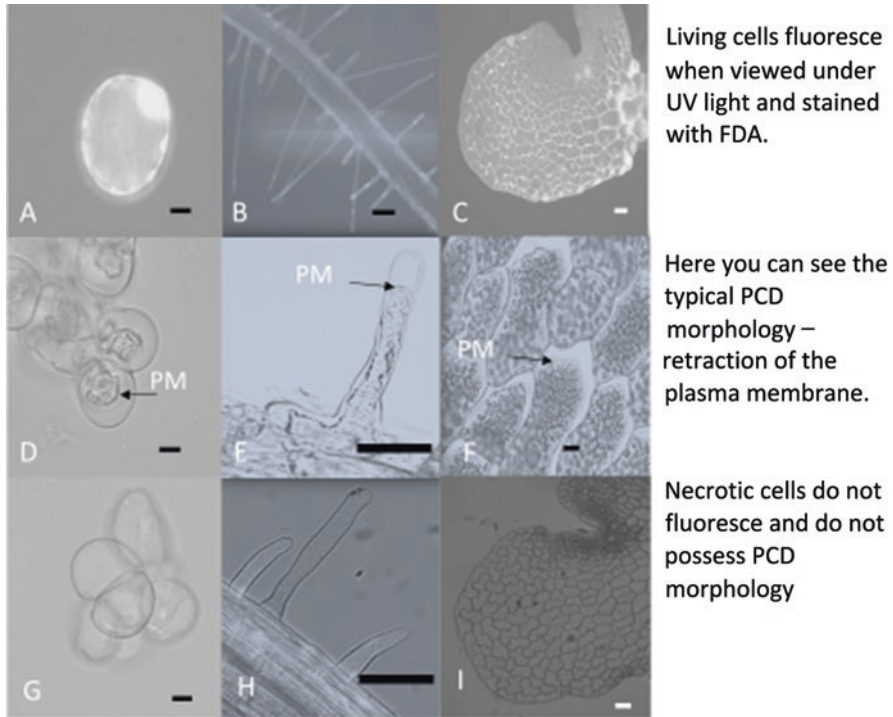 A
B
C
Living cells fluoresce
when viewed under
UV light and stained
with FDA.
PM
D
PM
E
PM
F
Here you can see the
typical PCD
morphology –
retraction of the
plasma membrane.
G
H
I
Necrotic cells do not
fluoresce and do not
possess PCD
morphology